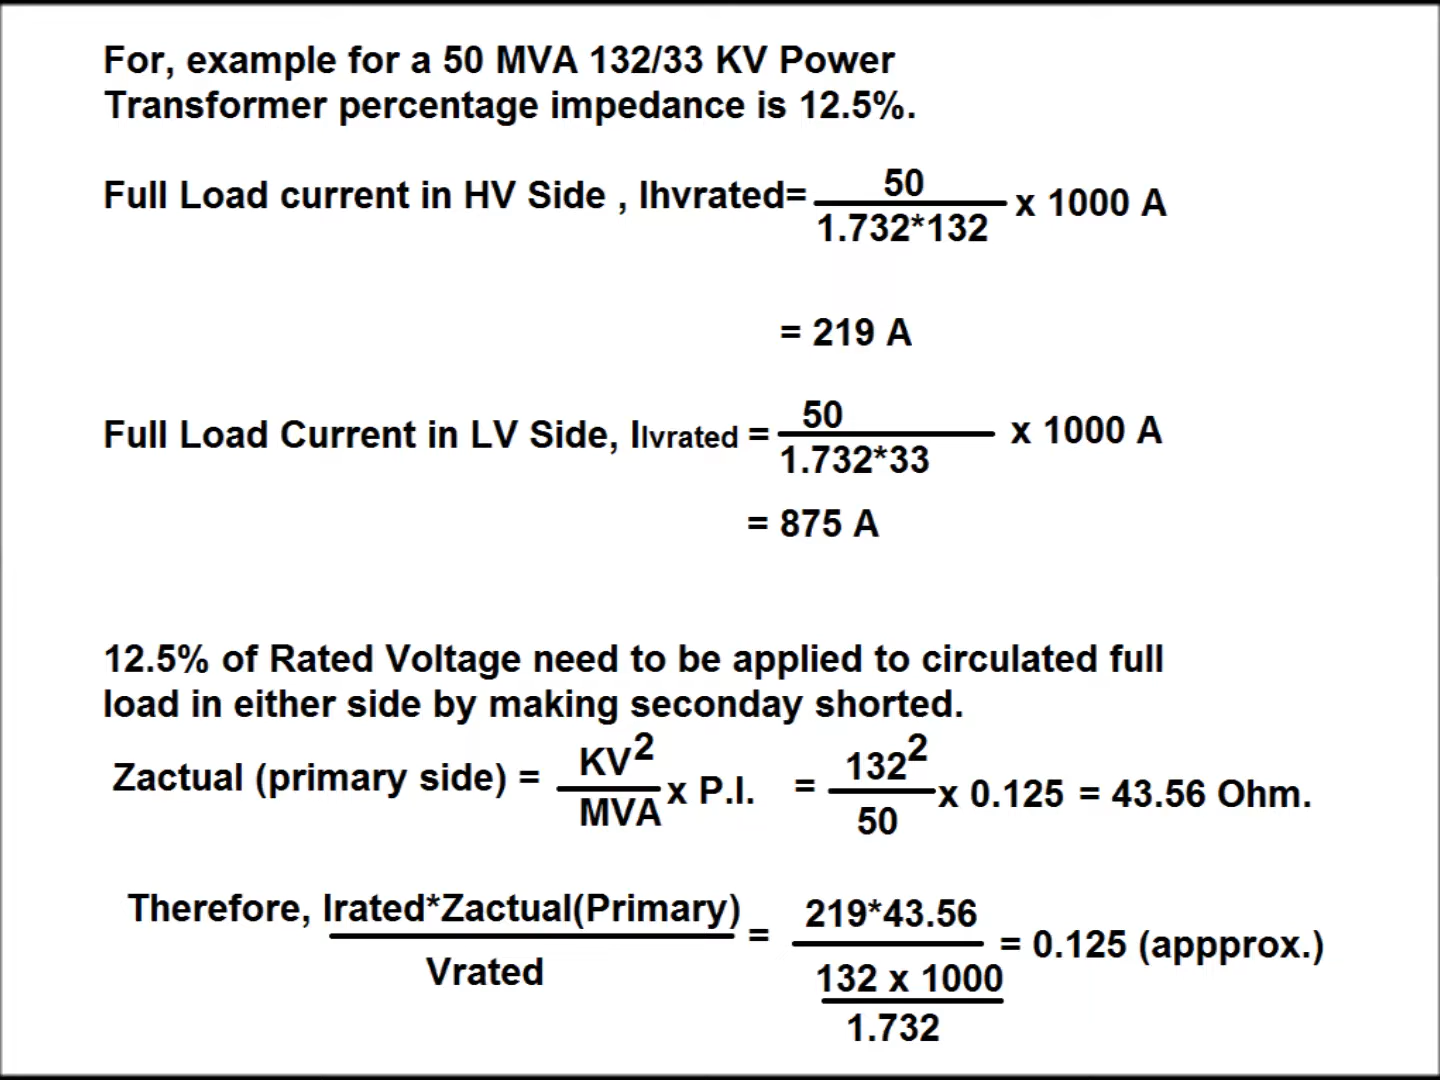 For, example for a 50 MVA 132/33 KV Power
Transformer percentage impedance is 12.5%.
Full Load current in HV Side , Ihvrated= 50 / 1.732*132 x 1000 A
= 219 A
Full Load Current in LV Side, Ilvrated = 50 / 1.732*33 x 1000 A
= 875 A
12.5% of Rated Voltage need to be applied to circulated full
load in either side by making seconday shorted.
Zactual (primary side) = KV² / MVA x P.I. = 132² / 50 x 0.125 = 43.56 Ohm.
Therefore, Irated*Zactual(Primary) / Vrated = 219*43.56 / 132 x 1000 / 1.732 = 0.125 (appprox.)